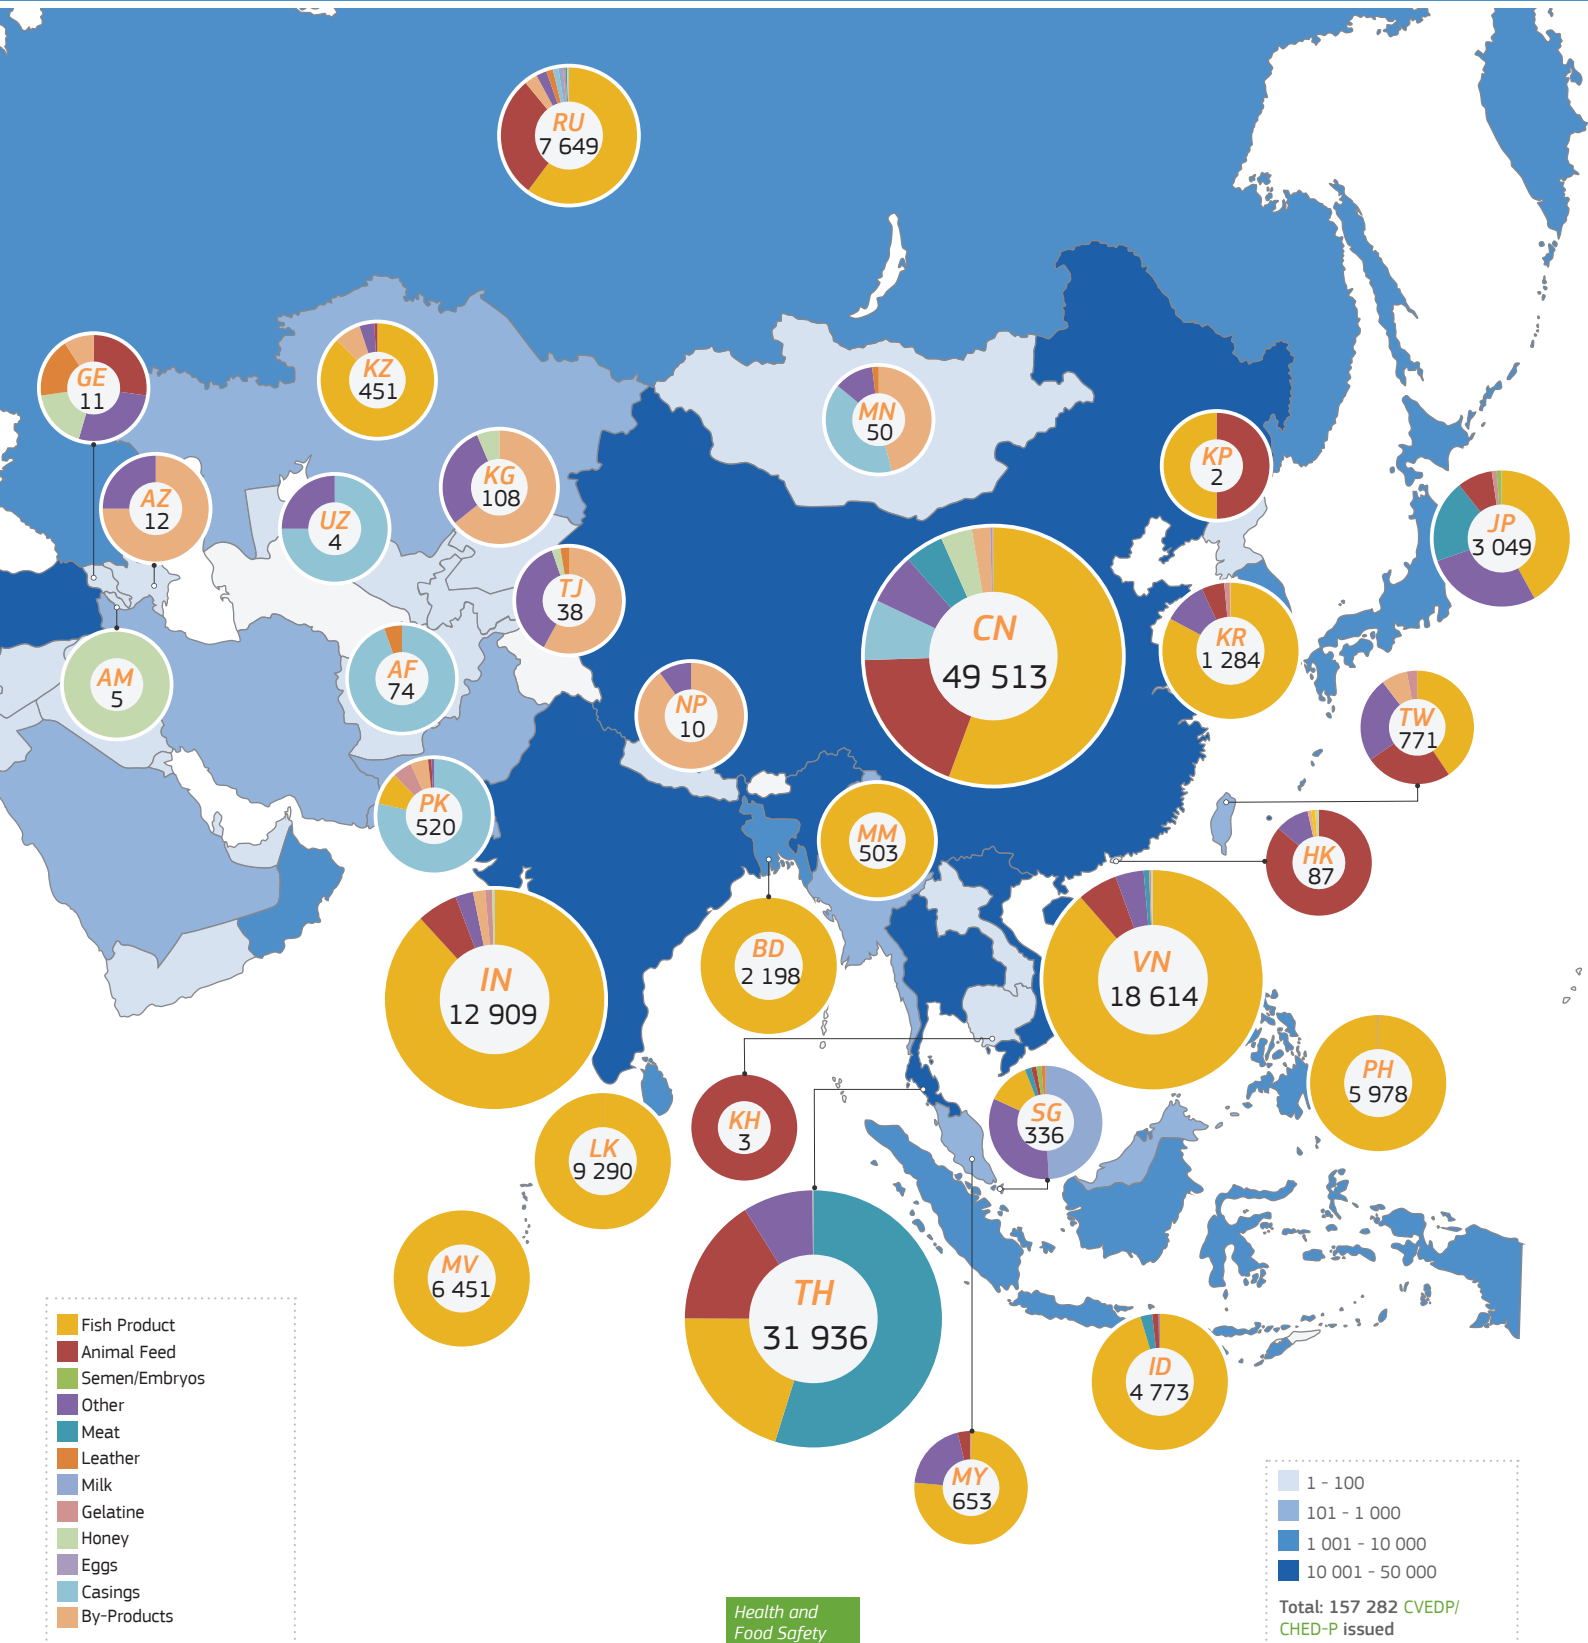 RU
7 649
GE
11
KZ
451
MN
50
KP
2
AZ
12
UZ
4
KG
108
JP
3 049
TJ
38
CN
49 513
KR
1 284
AM
5
AF
74
NP
10
TW
771
PK
520
MM
503
HK
87
IN
12 909
BD
2 198
VN
18 614
PH
5 978
LK
9 290
KH
3
SG
336
MV
6 451
TH
31 936
ID
4 773
MY
653
Fish Product
Animal Feed
Semen/Embryos
Other
Meat
Leather
Milk
Gelatine
Honey
Eggs
Casings
By-Products
1 - 100
101 - 1 000
1 001 - 10 000
10 001 - 50 000
Total: 157 282 CVEDP/
CHED-P issued
Health and
Food Safety